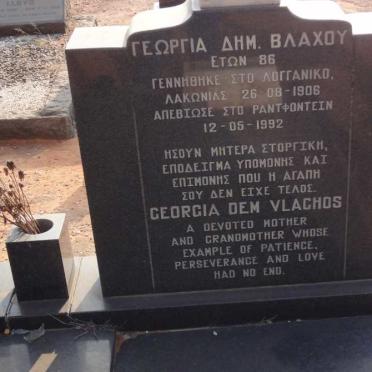 ΓΕΩΡΓΙΑ ΔΗΜ. ΒΛΑΧΟΥ
ΕΤΩΝ 86
ΓΕΝΝΗΘΗΚΕ ΣΤΟ ΛΟΓΓΑΝΙΚΟ,
ΛΑΚΩΝΙΑΣ 26-08-1906
ΑΠΕΒΙΩΣΕ ΣΤΟ ΡΑΝΤΦΟΝΤΕΙΝ
12-05-1992
ΗΣΟΥΝ ΜΗΤΕΡΑ ΣΤΟΡΓΙΚΗ,
ΕΠΟΔΕΙΓΜΑ ΥΠΟΜΟΝΗΣ ΚΑΙ
ΕΠΙΜΟΝΗΣ ΠΟΥ Η ΑΓΑΠΗ
ΣΟΥ ΔΕΝ ΕΙΧΕ ΤΕΛΟΣ.
GEORGIA DEM VLACHOS
A DEVOTED MOTHER
AND GRANDMOTHER WHOSE
EXAMPLE OF PATIENCE,
PERSEVERANCE AND LOVE
HAD NO END.